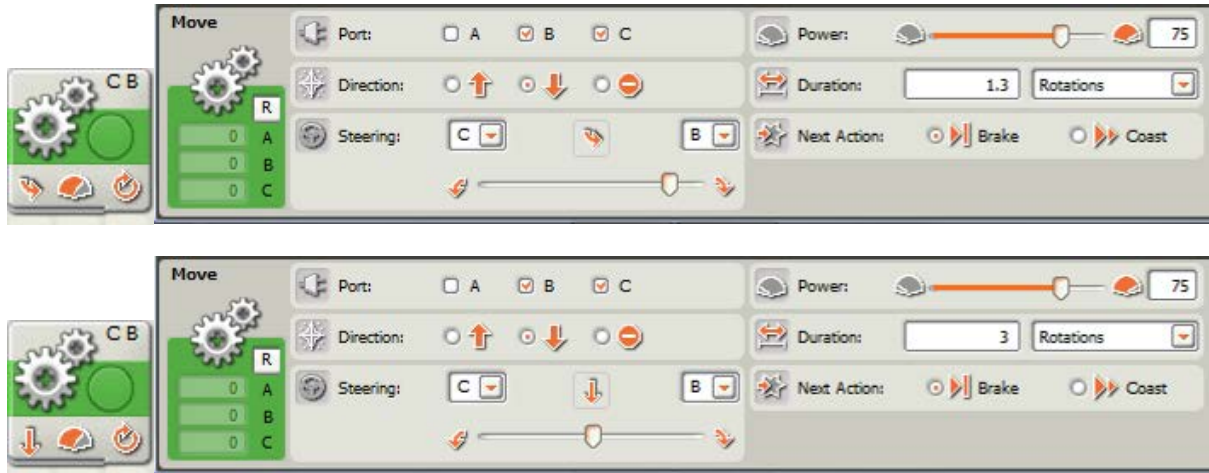 C B
Move
R
0 A
0 B
0 C
Port: A B C
Direction:
Steering: C B
Power: 75
Duration: 1.3 Rotations
Next Action: Brake Coast
C B
Move
R
0 A
0 B
0 C
Port: A B C
Direction:
Steering: C B
Power: 75
Duration: 3 Rotations
Next Action: Brake Coast